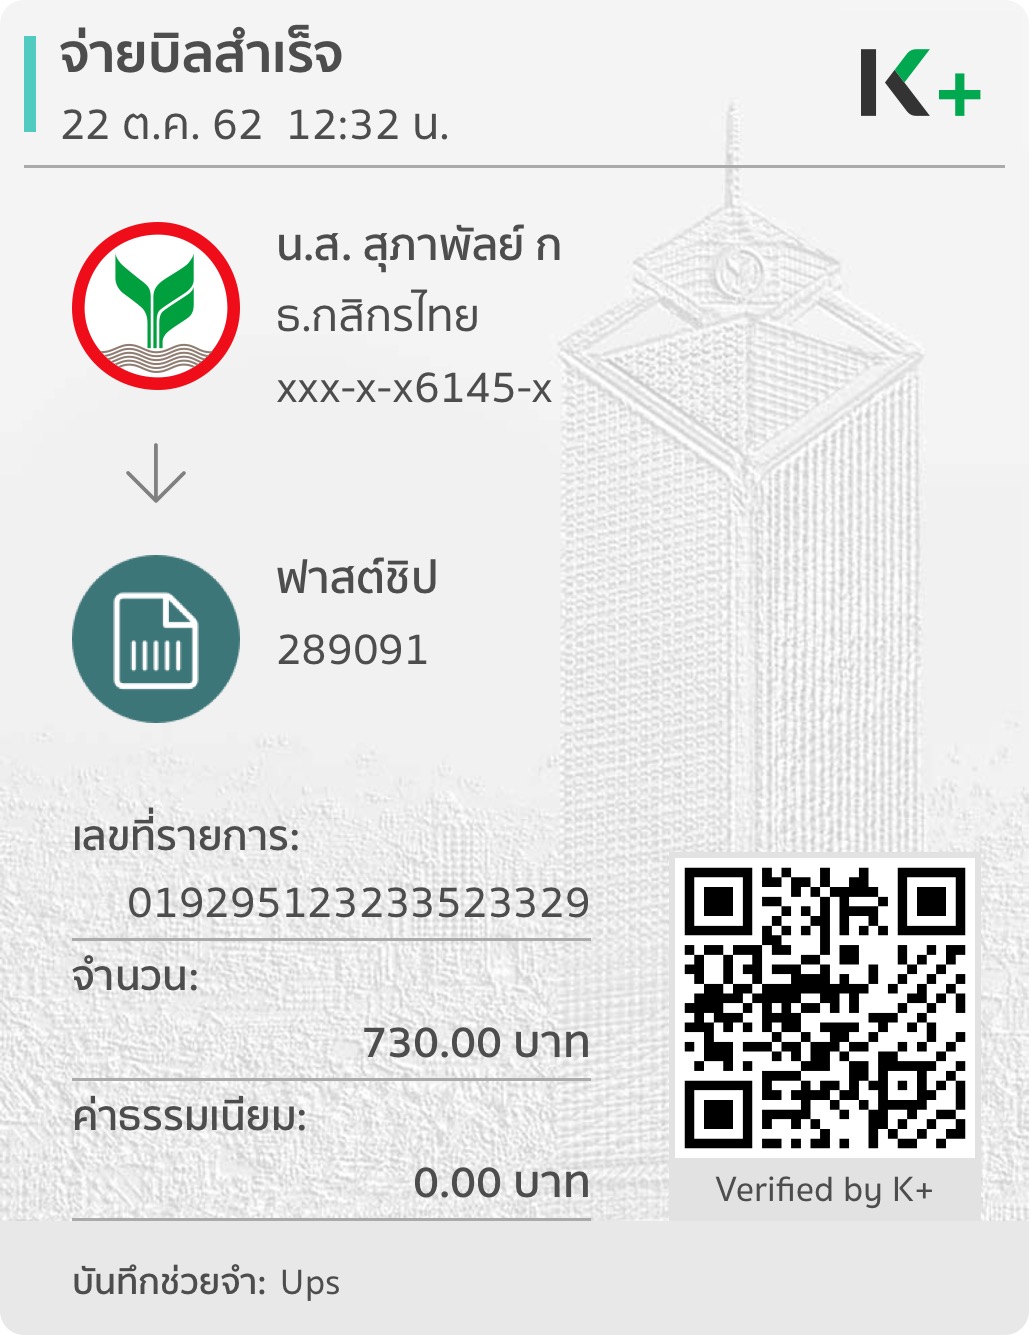 จ่ายบิลสำเร็จ
22 ต.ค. 62  12:32 น.
K+
น.ส. สุภาพัลย์ ก
ธ.กสิกรไทย
xxx-x-x6145-x
ฟาสต์ชิป
289091
เลขที่รายการ:
019295123233523329
จำนวน:
730.00 บาท
ค่าธรรมเนียม:
0.00 บาท
Verified by K+
บันทึกช่วยจำ: Ups